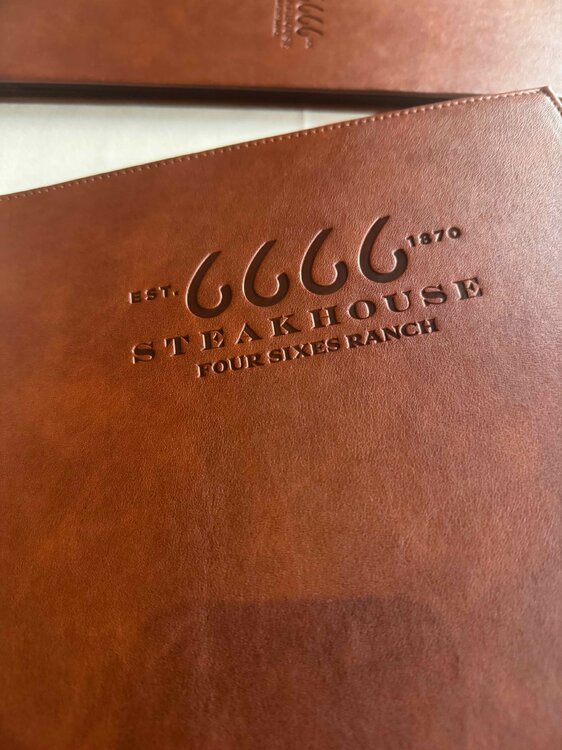 EST. 6666 1870
STEAKHOUSE
FOUR SIXES RANCH